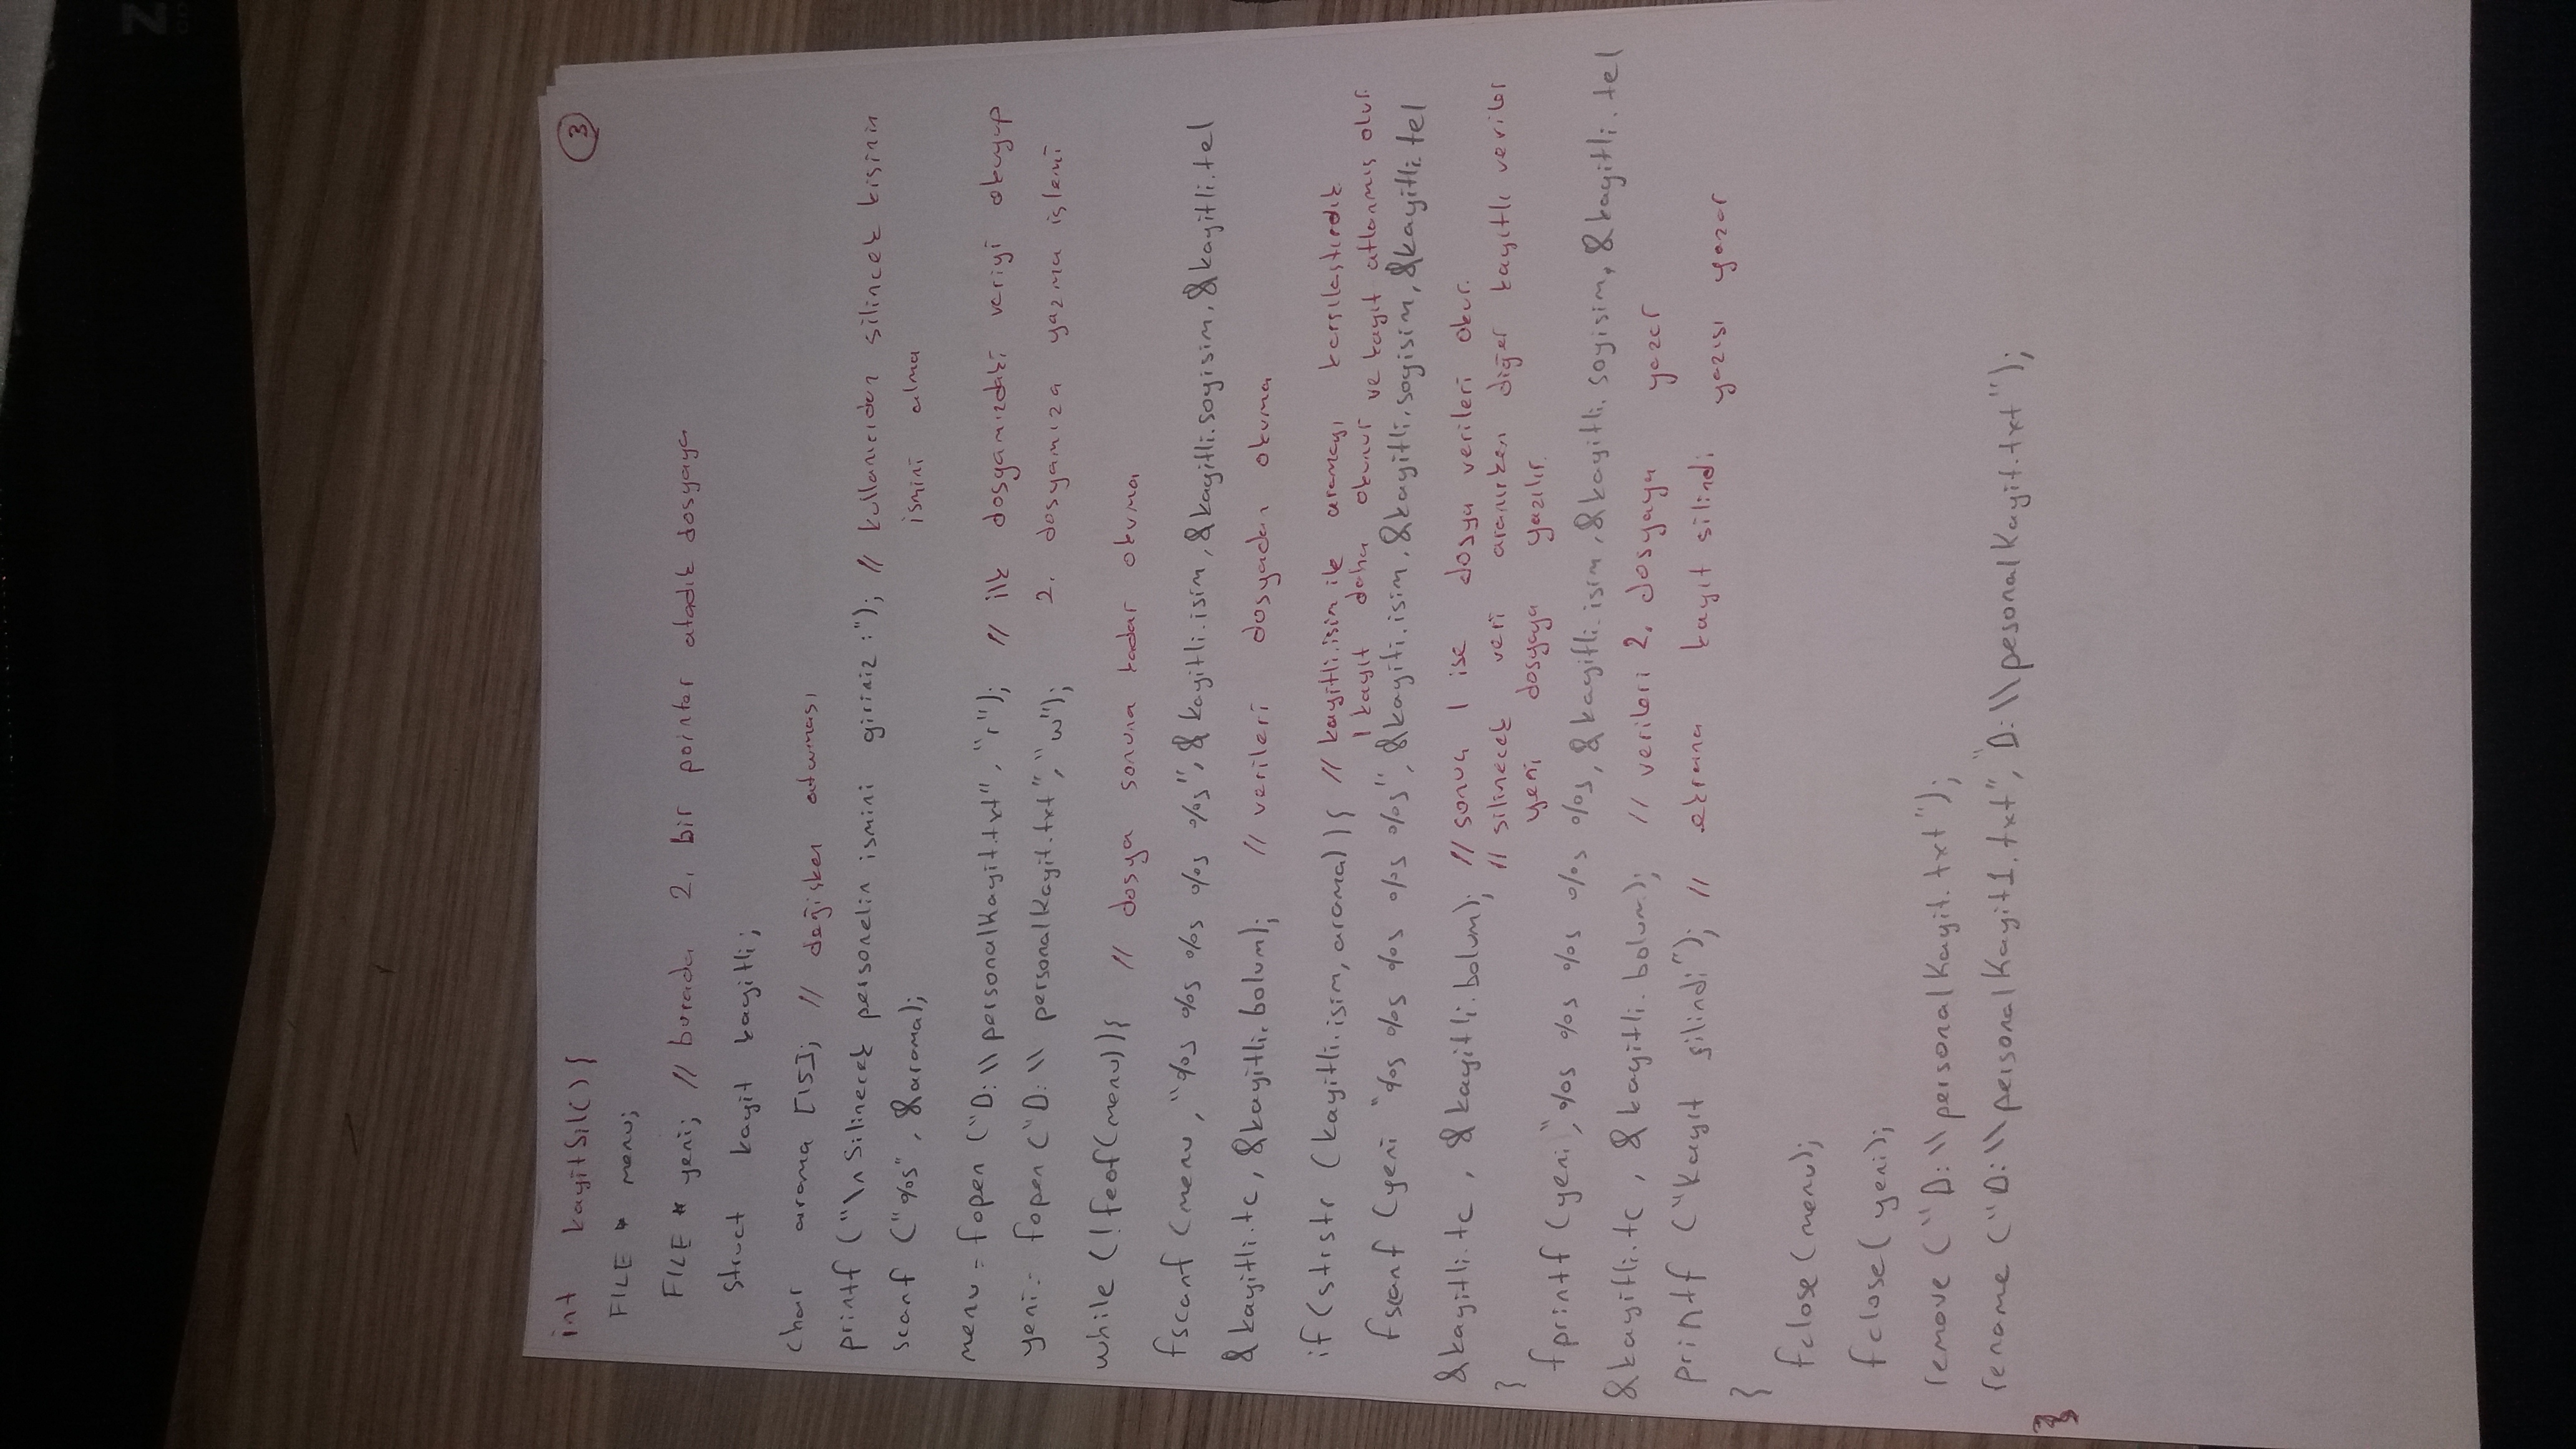 Z
3
int kayitSil() {
FILE * menu;
FILE * yeni; // burada 2. bir pointer atadık dosyaya
struct kayit kayitli;
char arama [15]; // değişken atanması
printf ("\n Silinecek personelin ismini giriniz :"); // kullanıcıdan silincek kişinin
scanf ("%s", &arama); ismini alma
menu = fopen ("D:\\personalKayit.txt", "r"); // ilk dosyamızdaki veriyi okuyup
yeni = fopen ("D:\\ personalKayit.txt", "w"); 2. dosyamıza yazma işlemi
while (!feof(menu)){ // dosya sonuna kadar okuma
fscanf (menu, "%s %s %s %s %s", &kayitli.isim, &kayitli.soyisim, &kayitli.tel
&kayitli.tc, &kayitli.bolum); // verileri dosyadan okuma
if (strstr (kayitli.isim, arama)) { // kayitli.isim ile aramayı karşılaştırdık
1 kayıt daha okunur ve kayıt atlanmış olur.
fscanf (yeni "%s %s %s %s %s", &kayiti.isim, &kayitli.soyisim, &kayitli.tel
&kayitli.tc , &kayitli.bolum); // sonuç 1 ise dosya verileri okur.
// silinecek veri aranırken diğer kayıtlı veriler
} yeni dosyaya yazılır.
fprintf (yeni,"%s %s %s %s %s, &kayitli.isim, &kayitli.soyisim, &kayitli.tel
&kayitli.tc , &kayitli.bolum); // verileri 2. dosyaya yazar
printf ("Kayıt silindi"); // ekrana kayıt silindi yazısı yazar
}
fclose (menu);
fclose( yeni);
remove ("D:\\personalKayit.txt");
rename ("D:\\personalKayit1.txt", "D:\\pesonalKayit.txt");
}